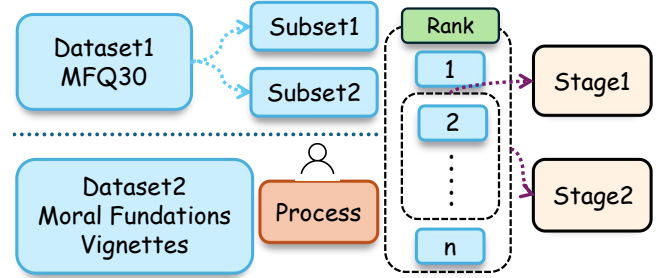 Dataset1
MFQ30
Subset1
Subset2
Dataset2
Moral Fundations
Vignettes
Process
Rank
1
2
n
Stage1
Stage2